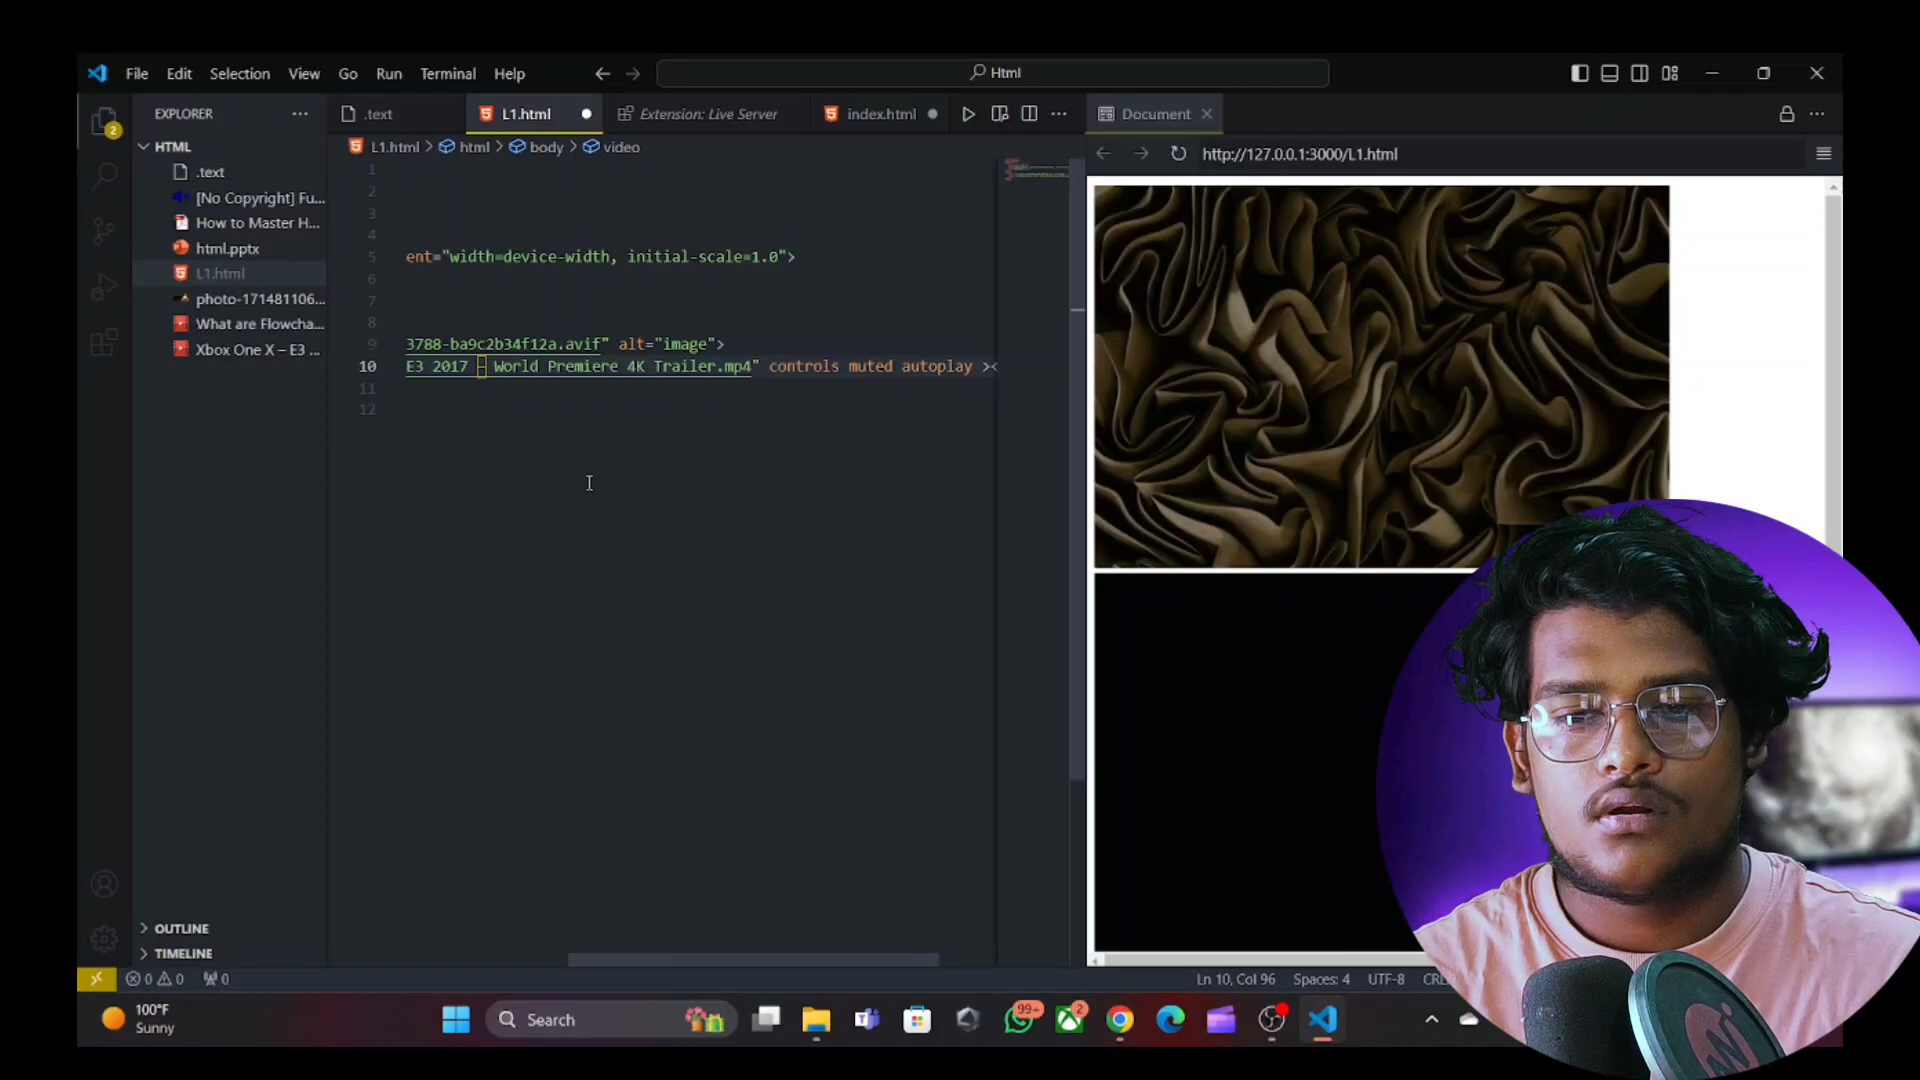 File Edit Selection View Go Run Terminal Help
Html
EXPLORER
.text
L1.html
Extension: Live Server
index.html
Document
HTML
L1.html > html > body > video
http://127.0.0.1:3000/L1.html
.text
[No Copyright] Fu...
How to Master H...
html.pptx
L1.html
photo-171481106...
What are Flowcha...
Xbox One X – E3 ...
1
2
3
4
5 ent="width=device-width, initial-scale=1.0">
6
7
8
9 3788-ba9c2b34f12a.avif" alt="image">
10 E3 2017 – World Premiere 4K Trailer.mp4" controls muted autoplay ><
11
12
OUTLINE
TIMELINE
0 0 0
Ln 10, Col 96 Spaces: 4 UTF-8
100°F
Sunny
Search
99+
2
2